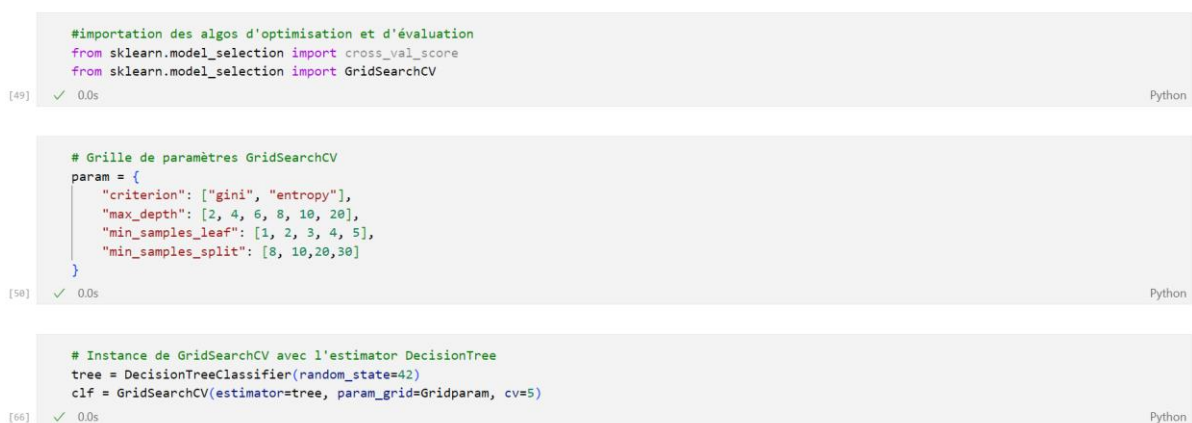 #importation des algos d'optimisation et d'évaluation
from sklearn.model_selection import cross_val_score
from sklearn.model_selection import GridSearchCV
[49] ✓ 0.0s Python
# Grille de paramètres GridSearchCV
param = {
"criterion": ["gini", "entropy"],
"max_depth": [2, 4, 6, 8, 10, 20],
"min_samples_leaf": [1, 2, 3, 4, 5],
"min_samples_split": [8, 10,20,30]
}
[50] ✓ 0.0s Python
# Instance de GridSearchCV avec l'estimator DecisionTree
tree = DecisionTreeClassifier(random_state=42)
clf = GridSearchCV(estimator=tree, param_grid=Gridparam, cv=5)
[66] ✓ 0.0s Python